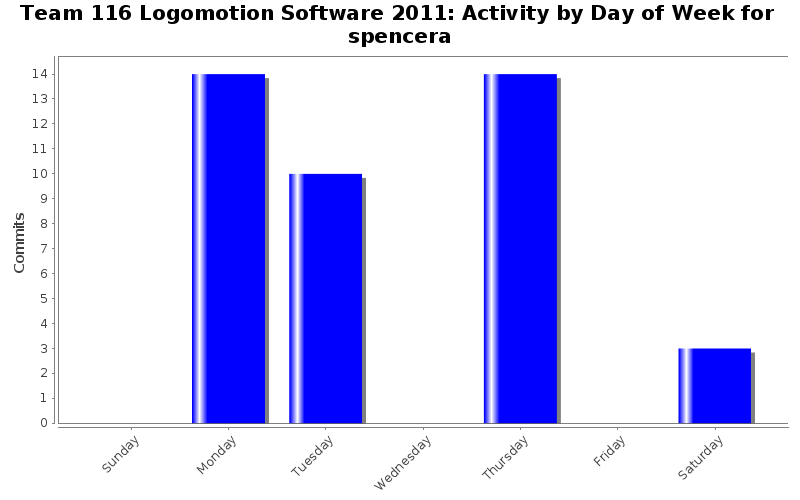 Team 116 Logomotion Software 2011: Activity by Day of Week for
spencera
14
13
12
11
10
9
8
7
6
5
4
3
2
1
0
Commits
Sunday
Monday
Tuesday
Wednesday
Thursday
Friday
Saturday